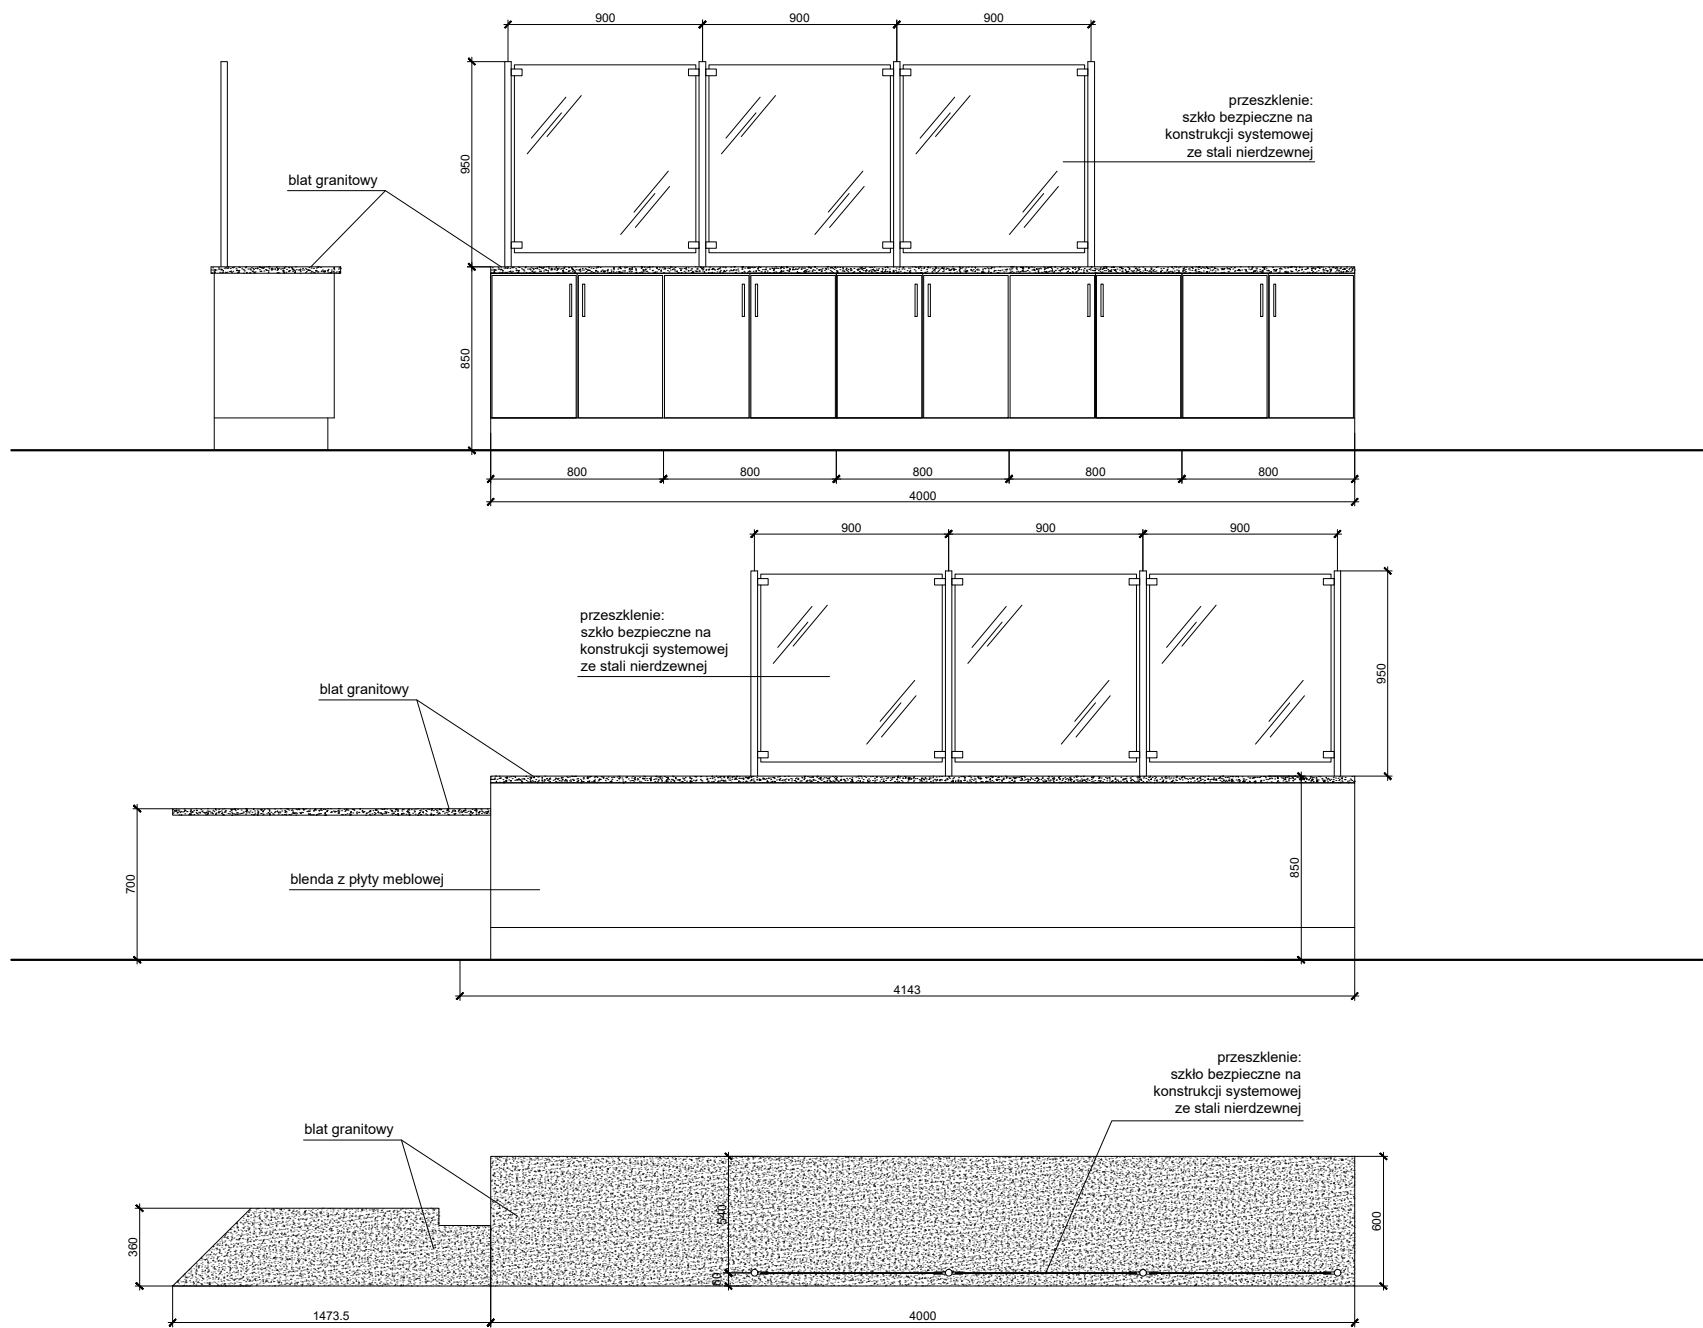 900
900
900
przeszklenie:
szkło bezpieczne na
konstrukcji systemowej
ze stali nierdzewnej
950
blat granitowy
850
800
800
800
800
800
4000
900
900
900
przeszklenie:
szkło bezpieczne na
konstrukcji systemowej
ze stali nierdzewnej
950
blat granitowy
700
blenda z płyty meblowej
850
4143
przeszklenie:
szkło bezpieczne na
konstrukcji systemowej
ze stali nierdzewnej
blat granitowy
360
540
60
600
1473.5
4000